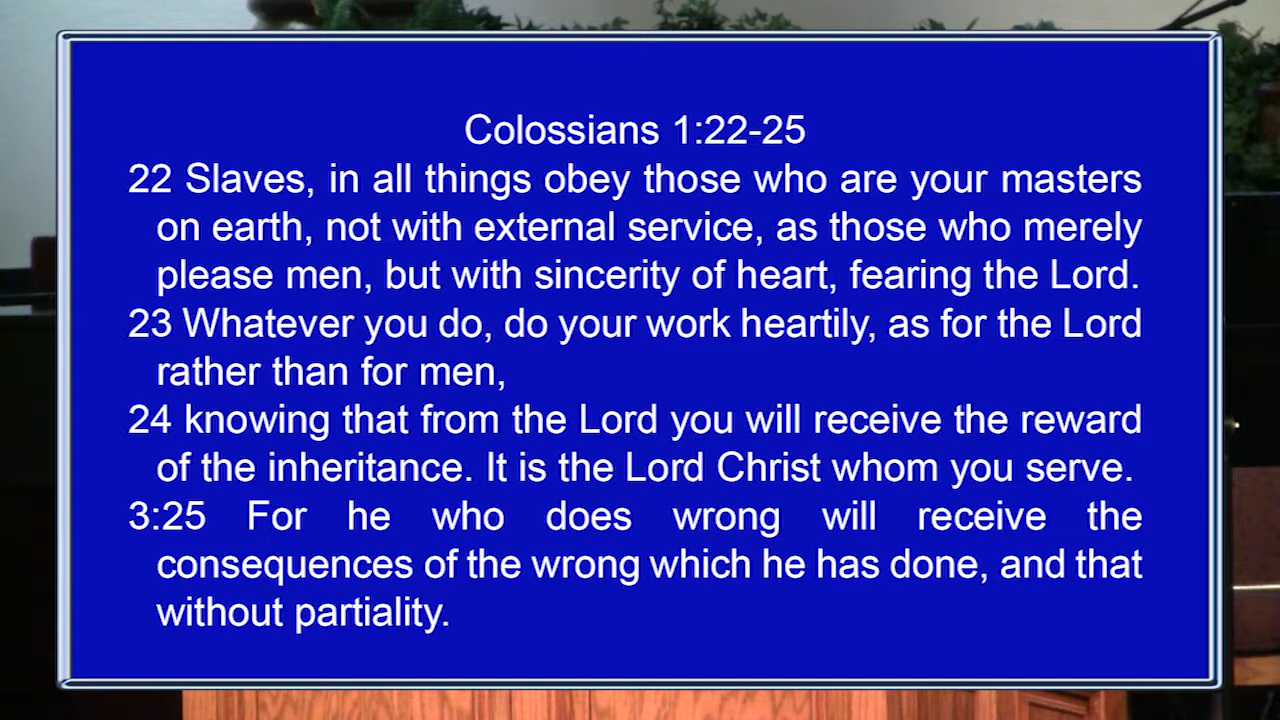 Colossians 1:22-25
22 Slaves, in all things obey those who are your masters
on earth, not with external service, as those who merely
please men, but with sincerity of heart, fearing the Lord.
23 Whatever you do, do your work heartily, as for the Lord
rather than for men,
24 knowing that from the Lord you will receive the reward
of the inheritance. It is the Lord Christ whom you serve.
3:25 For he who does wrong will receive the
consequences of the wrong which he has done, and that
without partiality.